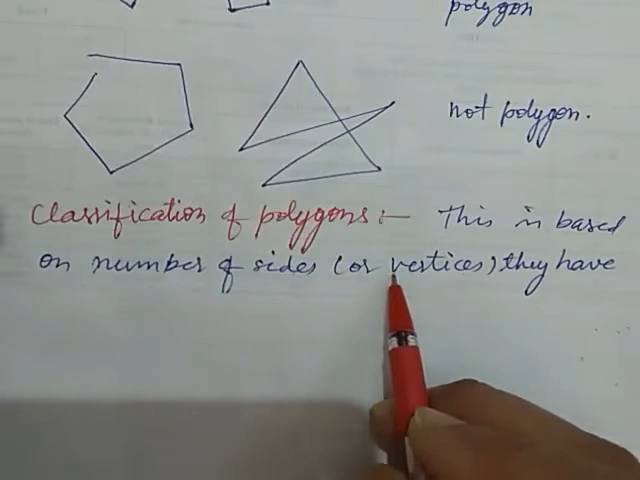 polygon
not polygon.
Classification of polygons :- This is based
on number of sides (or vertices) they have